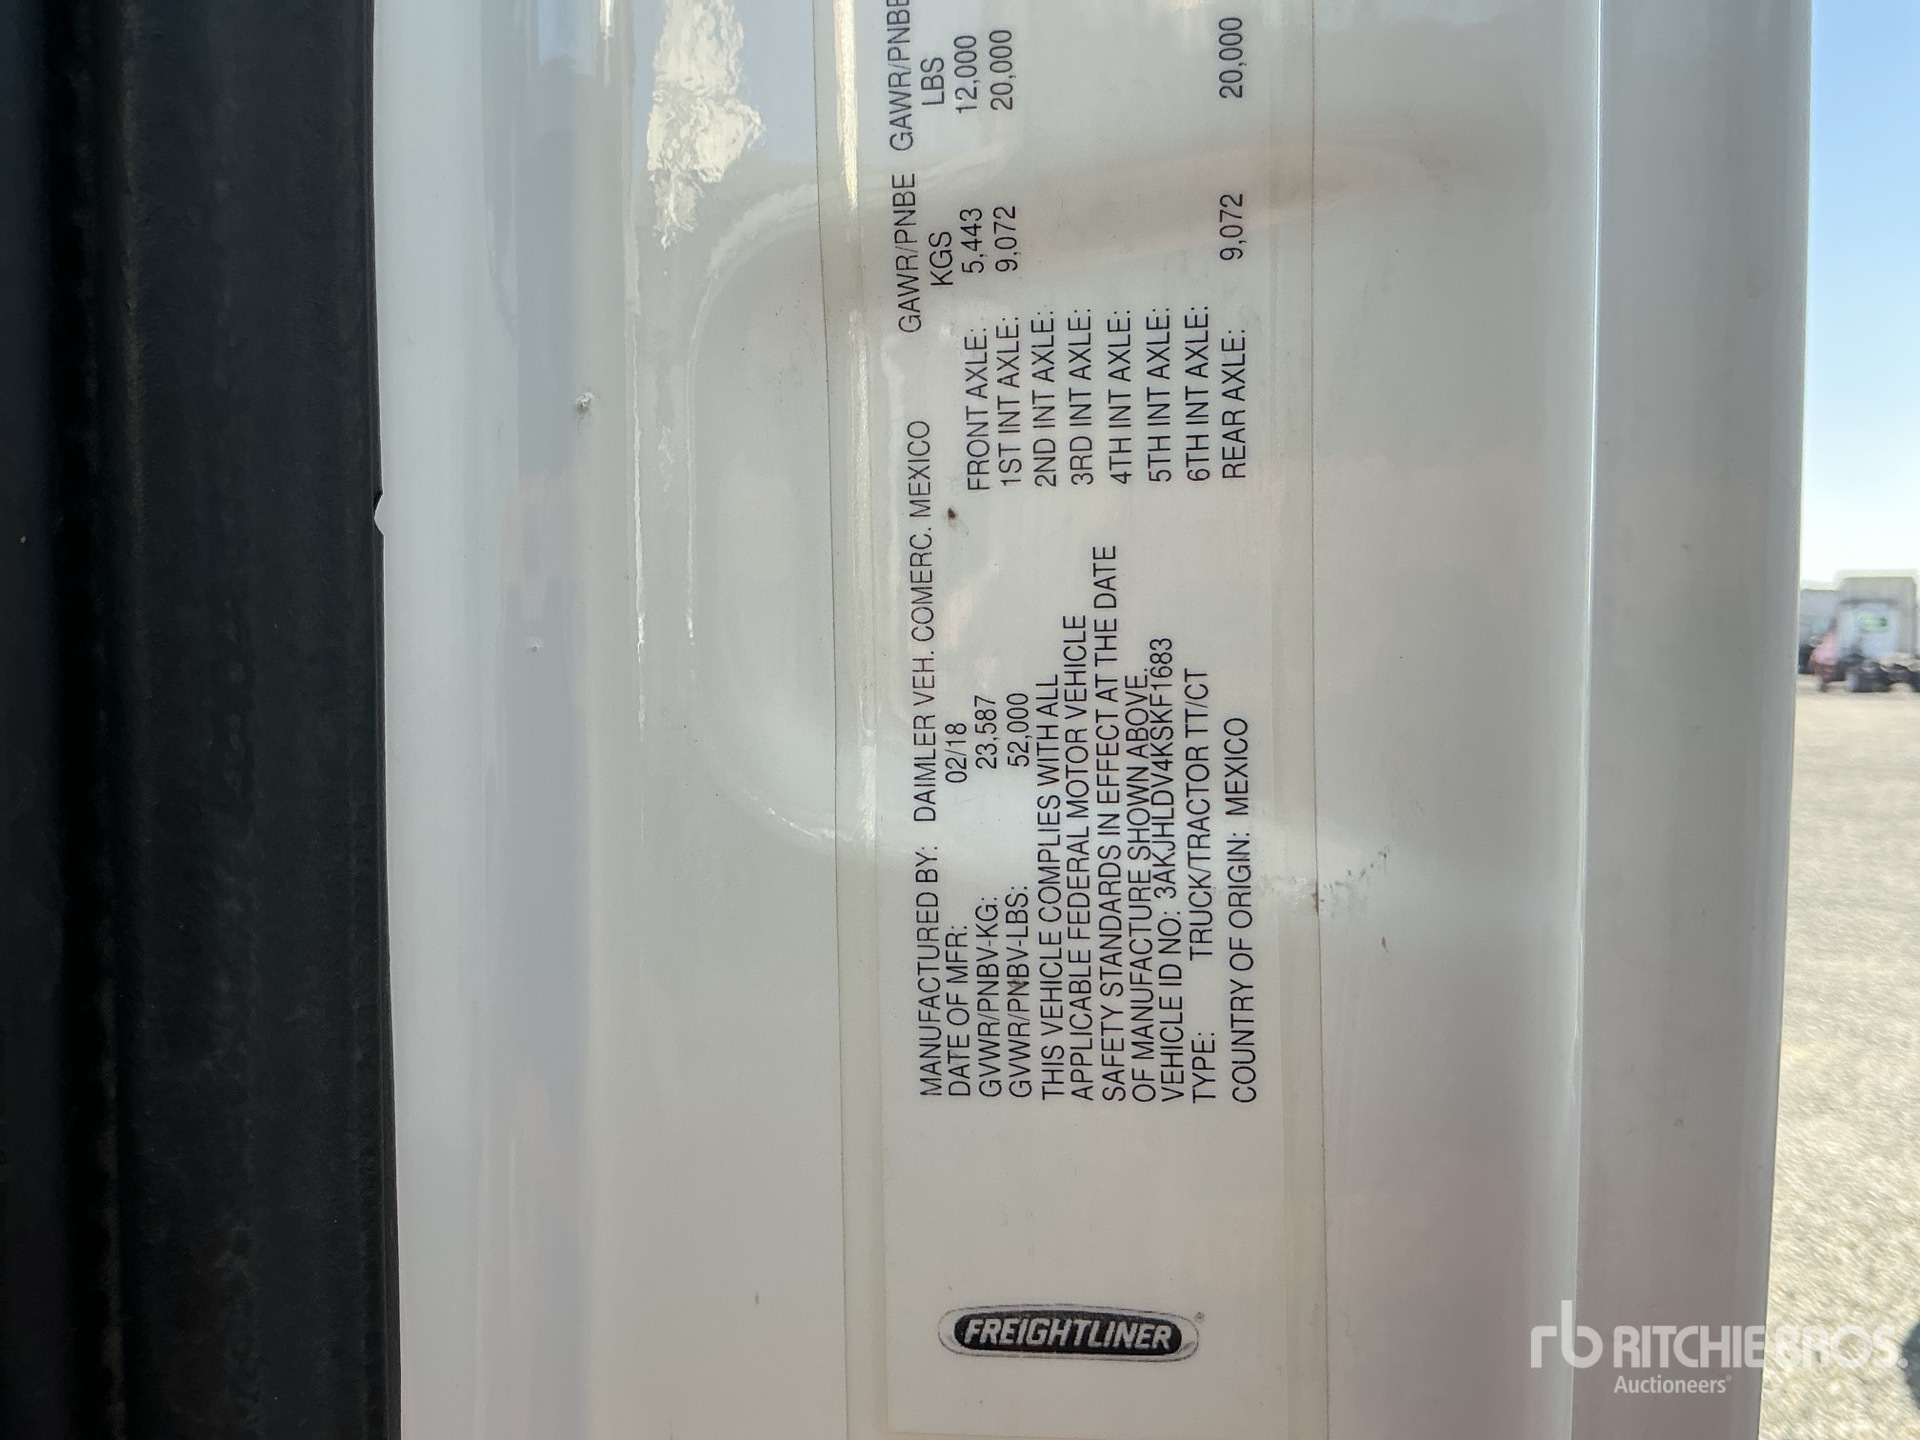 FREIGHTLINER®
MANUFACTURED BY: DAIMLER VEH. COMERC. MEXICO
DATE OF MFR: 02/18
GVWR/PNBV-KG: 23,587
GVWR/PNBV-LBS: 52,000
THIS VEHICLE COMPLIES WITH ALL
APPLICABLE FEDERAL MOTOR VEHICLE
SAFETY STANDARDS IN EFFECT AT THE DATE
OF MANUFACTURE SHOWN ABOVE.
VEHICLE ID NO: 3AKJHLDV4KSKF1683
TYPE: TRUCK/TRACTOR TT/CT
COUNTRY OF ORIGIN: MEXICO
GAWR/PNBE GAWR/PNBE
KGS LBS
FRONT AXLE: 5,443 12,000
1ST INT AXLE: 9,072 20,000
2ND INT AXLE:
3RD INT AXLE:
4TH INT AXLE:
5TH INT AXLE:
6TH INT AXLE:
REAR AXLE: 9,072 20,000
rb RITCHIE BROS.
Auctioneers